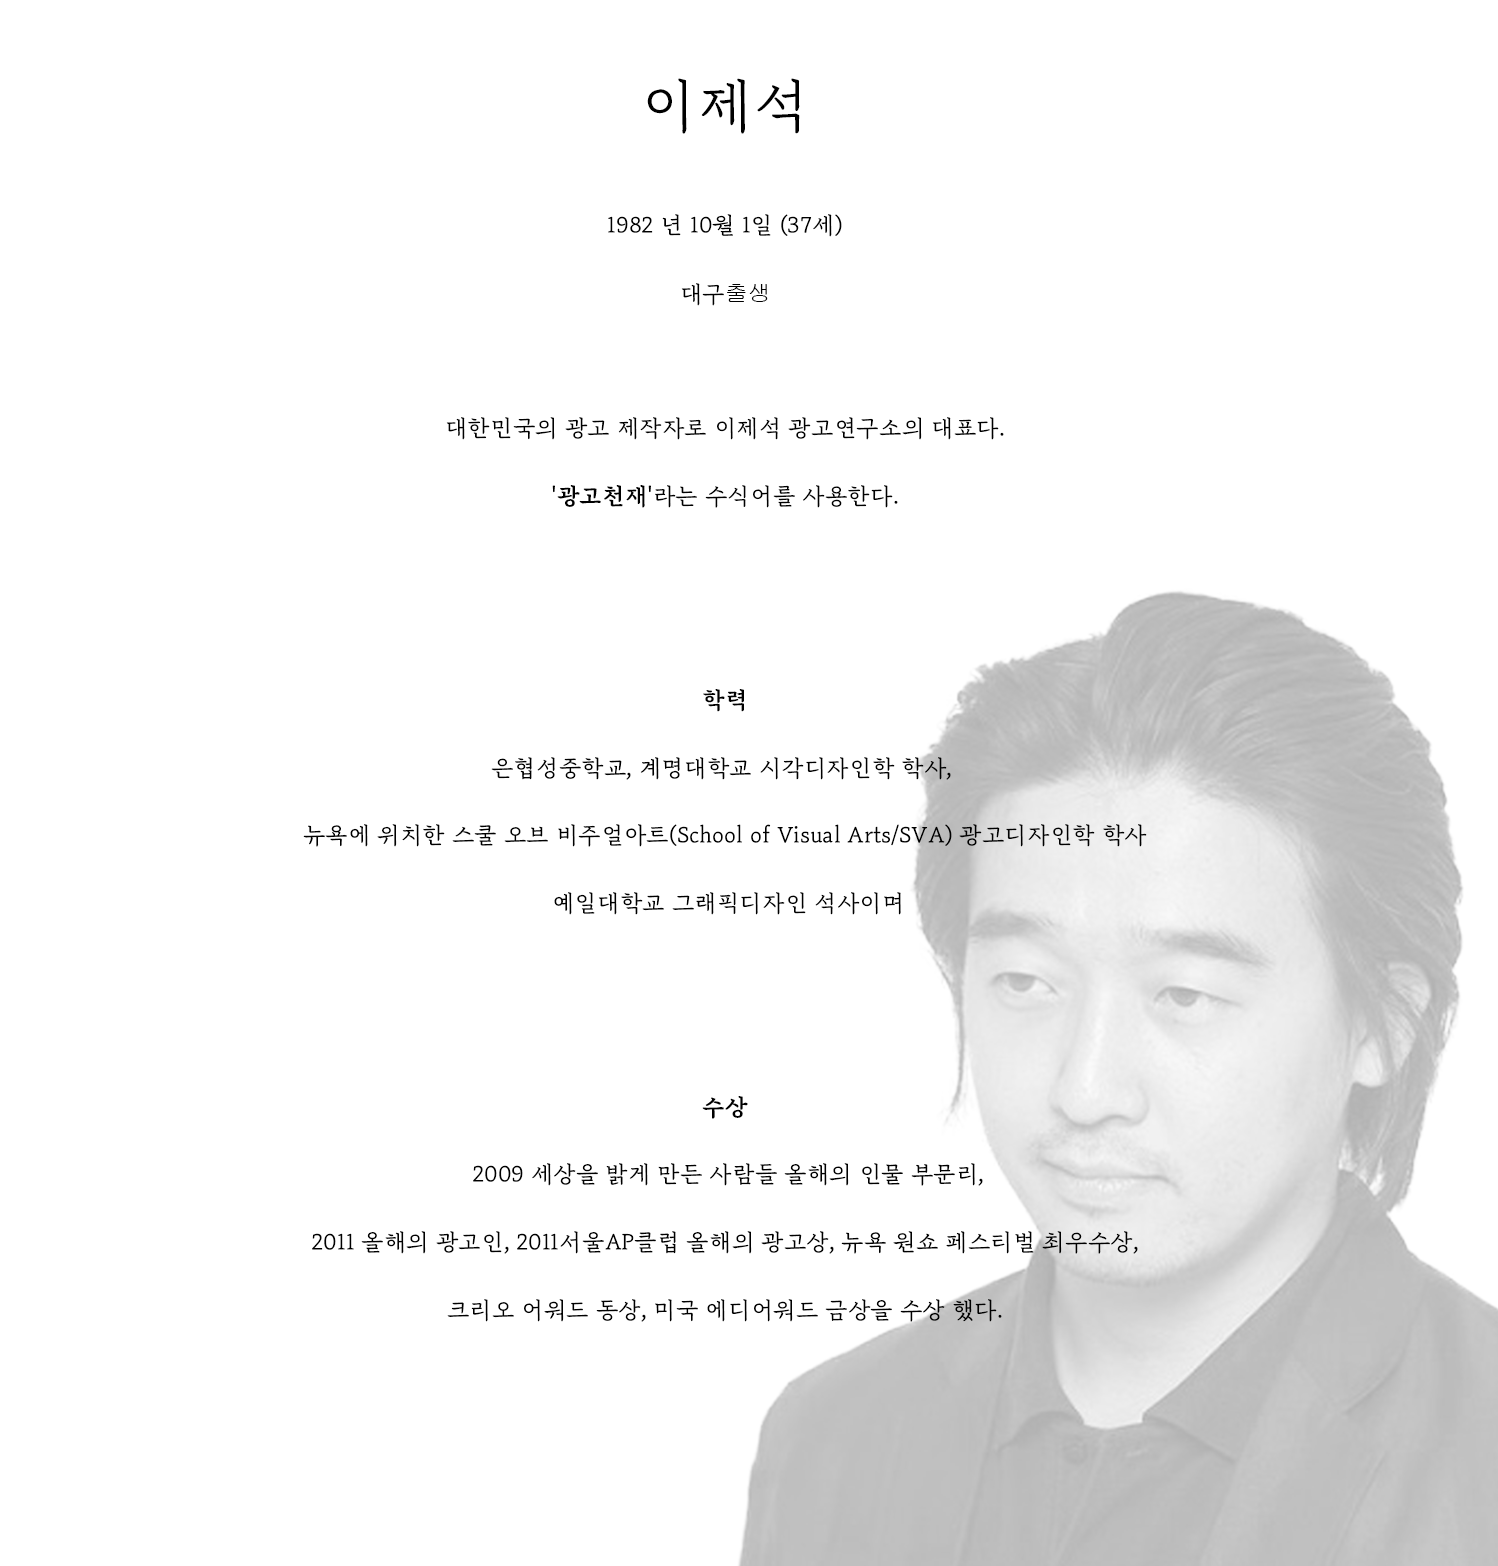 이제석
1982 년 10월 1일 (37세)
대구출생
대한민국의 광고 제작자로 이제석 광고연구소의 대표다.
'광고천재'라는 수식어를 사용한다.
학력
은협성중학교, 계명대학교 시각디자인학 학사,
뉴욕에 위치한 스쿨 오브 비주얼아트(School of Visual Arts/SVA) 광고디자인학 학사
예일대학교 그래픽디자인 석사이며
수상
2009 세상을 밝게 만든 사람들 올해의 인물 부문리,
2011 올해의 광고인, 2011서울AP클럽 올해의 광고상, 뉴욕 원쇼 페스티벌 최우수상,
크리오 어워드 동상, 미국 에디어워드 금상을 수상 했다.